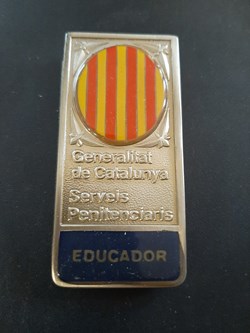 Generalitat
de Catalunya
Serveis
Penitenciaris
EDUCADOR